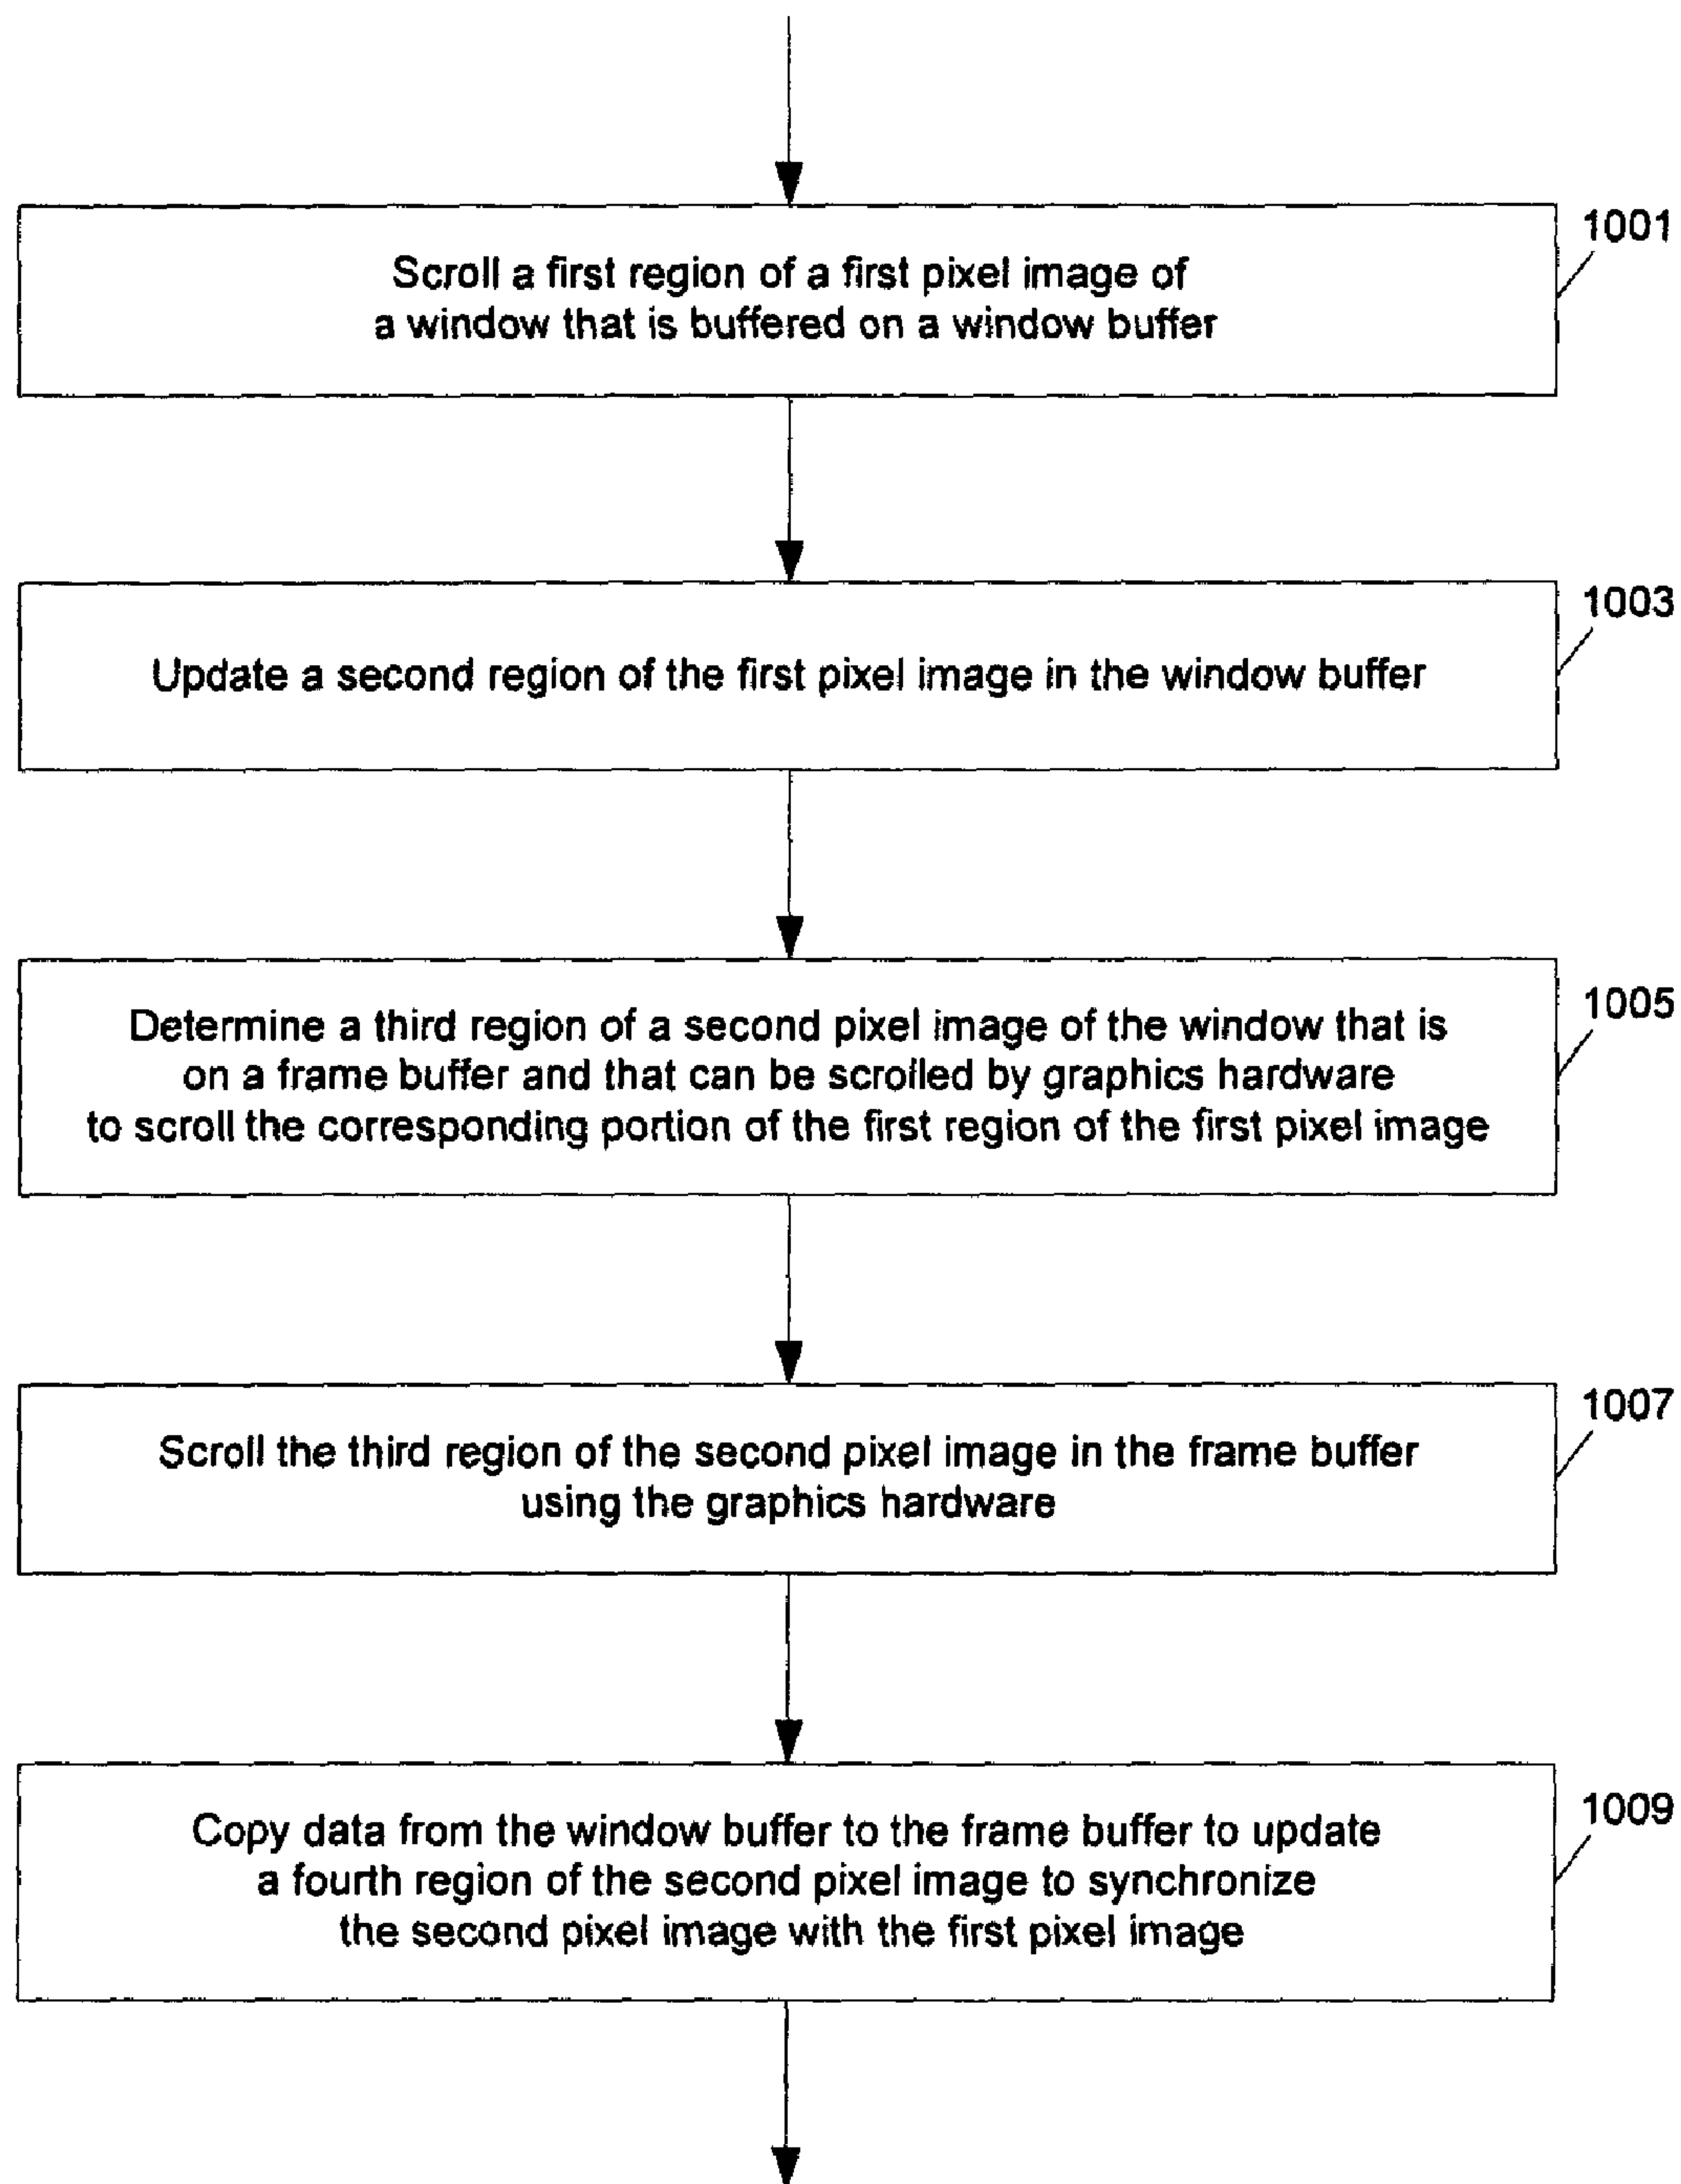 1001
Scroll a first region of a first pixel image of
a window that is buffered on a window buffer
1003
Update a second region of the first pixel image in the window buffer
1005
Determine a third region of a second pixel image of the window that is
on a frame buffer and that can be scrolled by graphics hardware
to scroll the corresponding portion of the first region of the first pixel image
1007
Scroll the third region of the second pixel image in the frame buffer
using the graphics hardware
1009
Copy data from the window buffer to the frame buffer to update
a fourth region of the second pixel image to synchronize
the second pixel image with the first pixel image